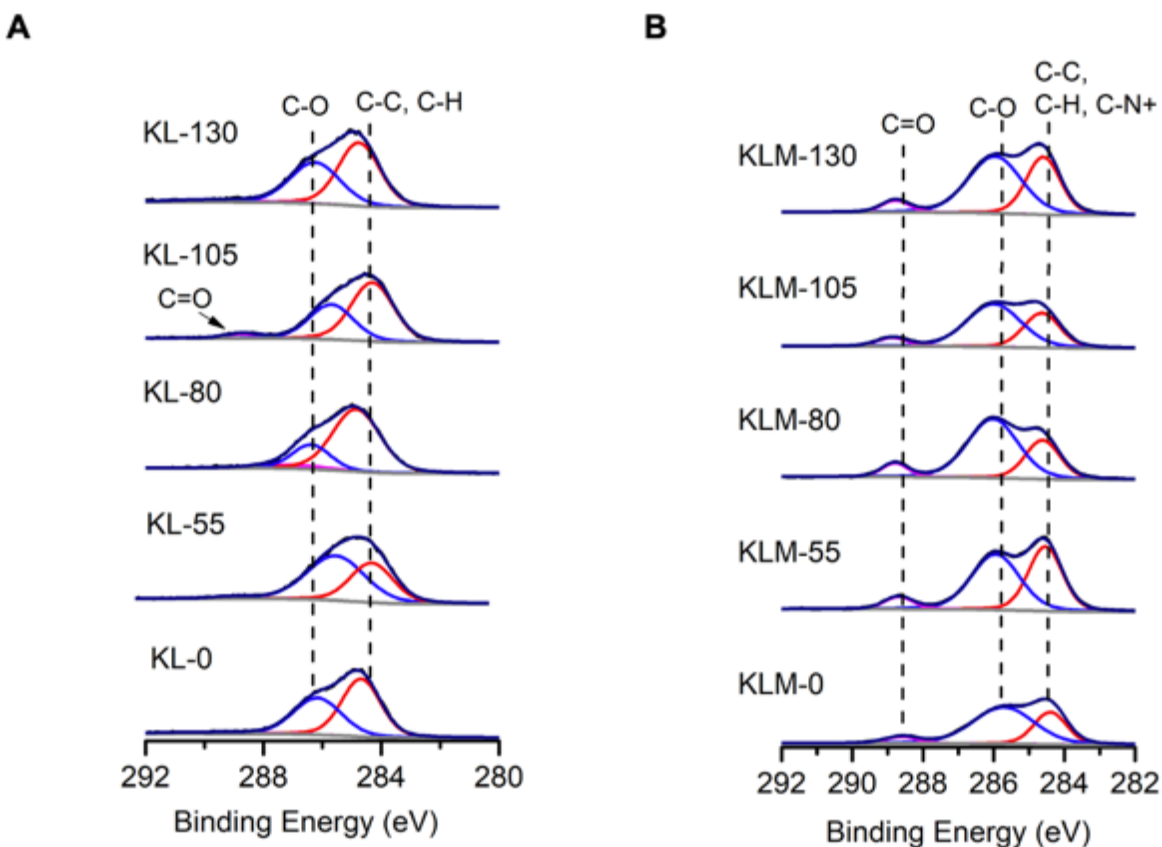 A
C-O
C-C, C-H
KL-130
KL-105
C=O
KL-80
KL-55
KL-0
292 288 284 280
Binding Energy (eV)
B
C-C,
C=O C-O C-H, C-N+
KLM-130
KLM-105
KLM-80
KLM-55
KLM-0
292 290 288 286 284 282
Binding Energy (eV)